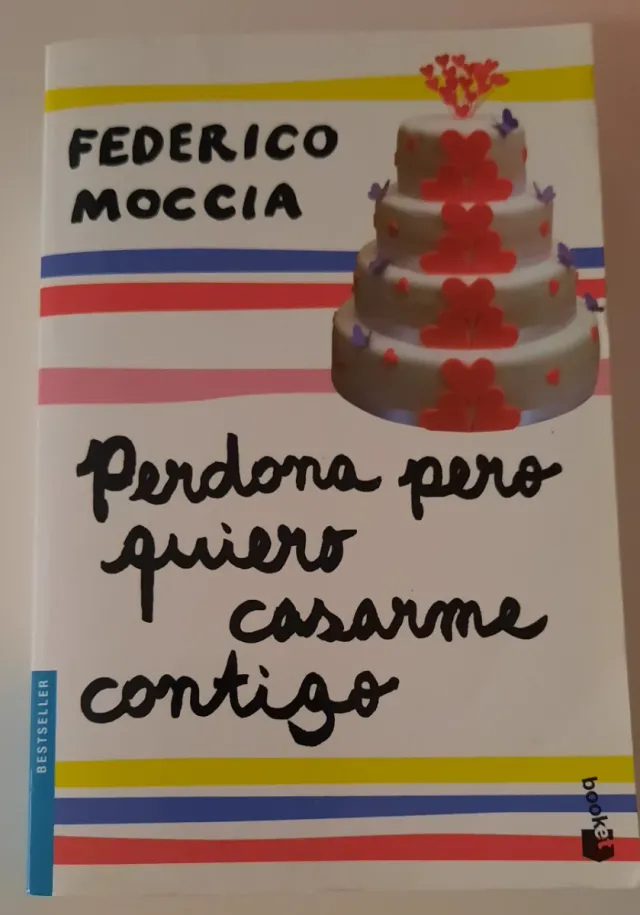 FEDERICO
MOCCIA
Perdona pero
quiero
casarme
contigo
BESTSELLER
booket